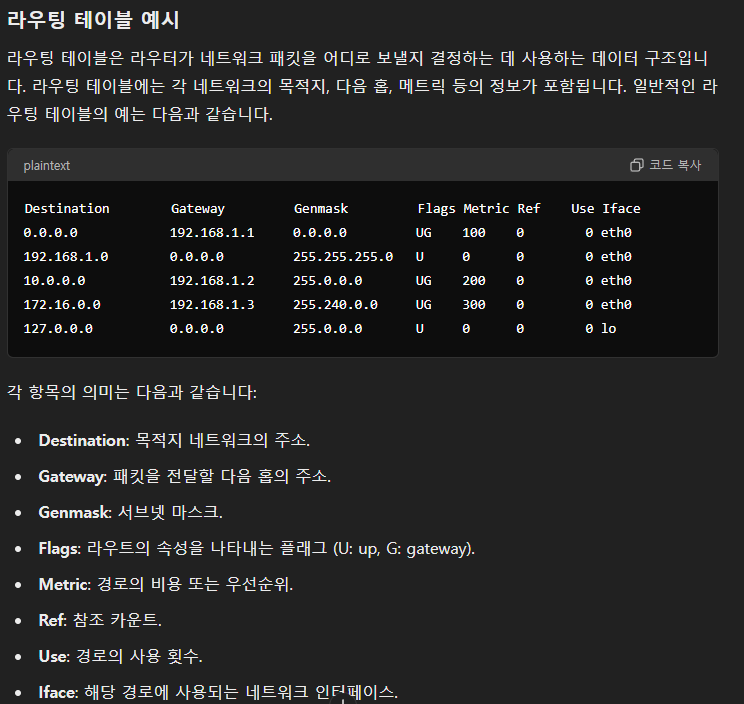 라우팅 테이블 예시
라우팅 테이블은 라우터가 네트워크 패킷을 어디로 보낼지 결정하는 데 사용하는 데이터 구조입니
다. 라우팅 테이블에는 각 네트워크의 목적지, 다음 홉, 메트릭 등의 정보가 포함됩니다. 일반적인 라
우팅 테이블의 예는 다음과 같습니다.
plaintext 코드 복사
Destination Gateway Genmask Flags Metric Ref Use Iface
0.0.0.0 192.168.1.1 0.0.0.0 UG 100 0 0 eth0
192.168.1.0 0.0.0.0 255.255.255.0 U 0 0 0 eth0
10.0.0.0 192.168.1.2 255.0.0.0 UG 200 0 0 eth0
172.16.0.0 192.168.1.3 255.240.0.0 UG 300 0 0 eth0
127.0.0.0 0.0.0.0 255.0.0.0 U 0 0 0 lo
각 항목의 의미는 다음과 같습니다:
• Destination: 목적지 네트워크의 주소.
• Gateway: 패킷을 전달할 다음 홉의 주소.
• Genmask: 서브넷 마스크.
• Flags: 라우트의 속성을 나타내는 플래그 (U: up, G: gateway).
• Metric: 경로의 비용 또는 우선순위.
• Ref: 참조 카운트.
• Use: 경로의 사용 횟수.
• Iface: 해당 경로에 사용되는 네트워크 인터페이스.